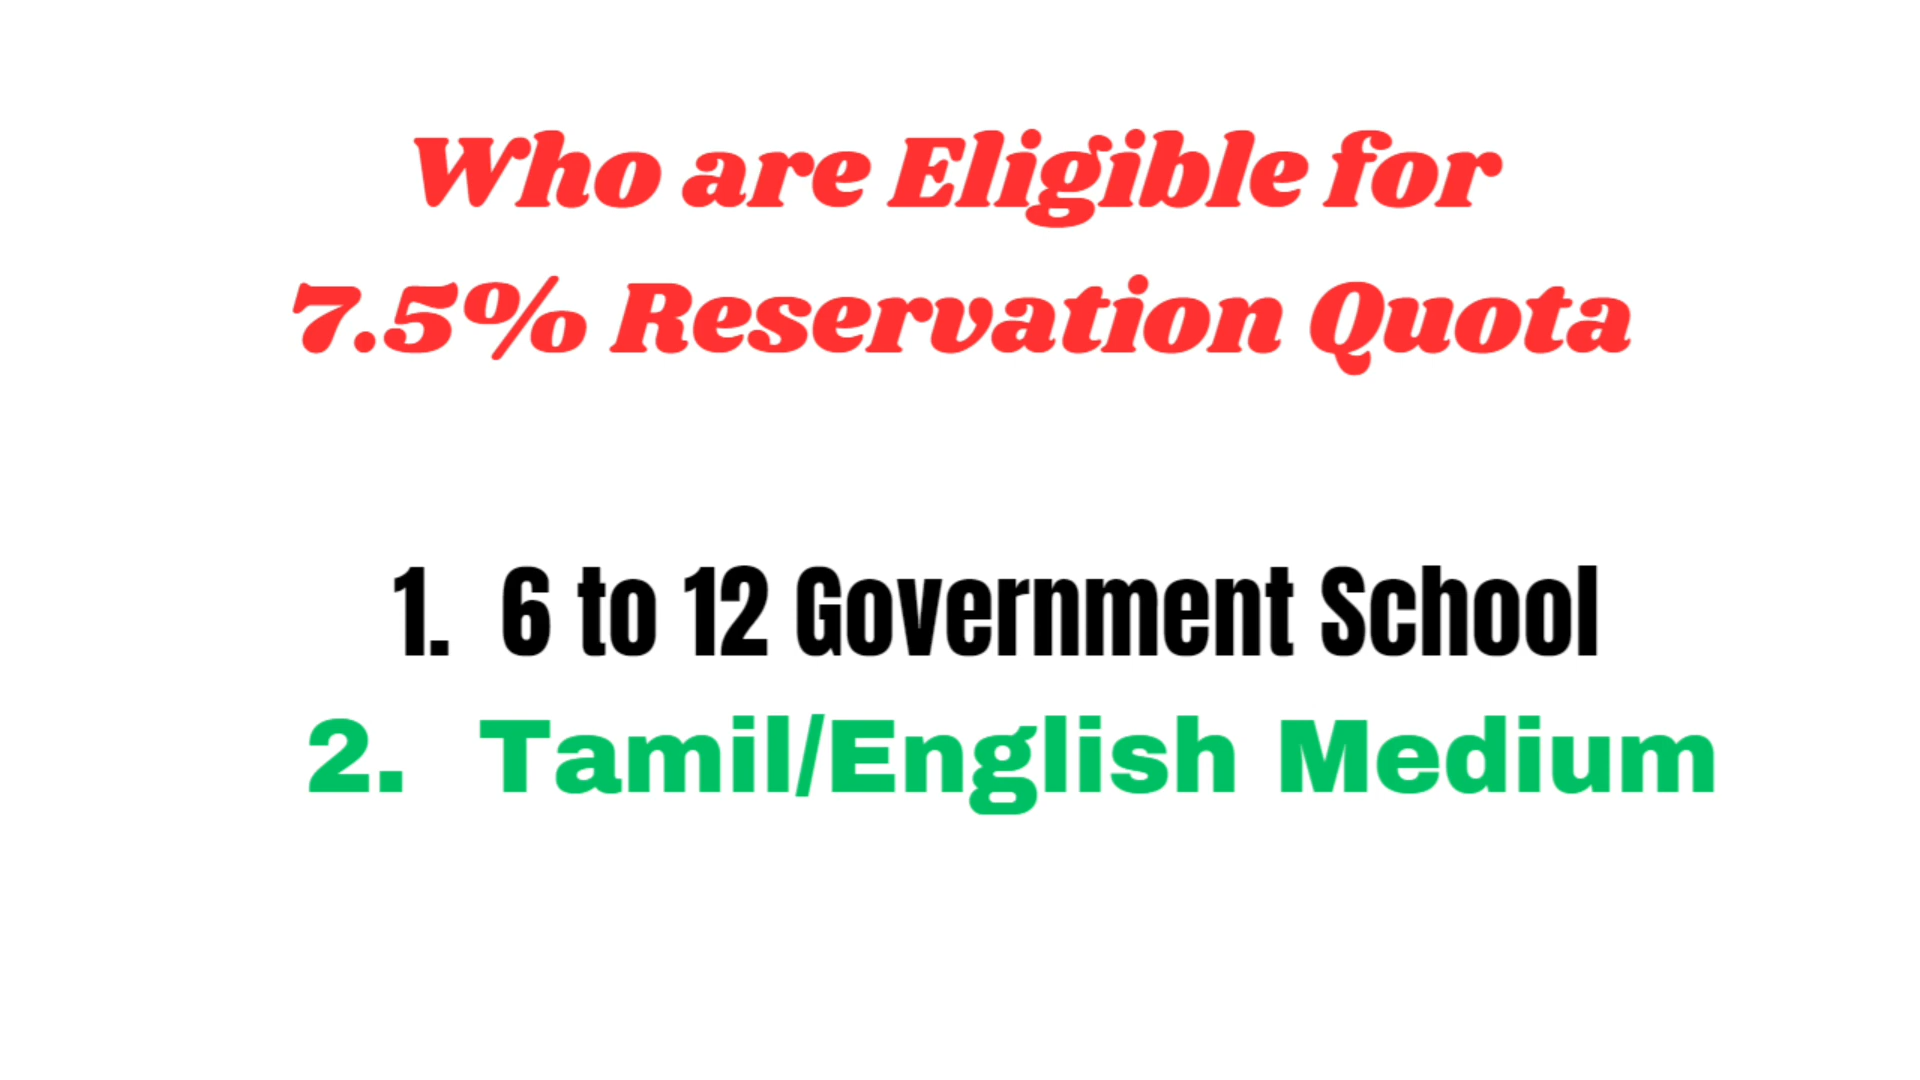 Who are Eligible for
7.5% Reservation Quota
1. 6 to 12 Government School
2. Tamil/English Medium